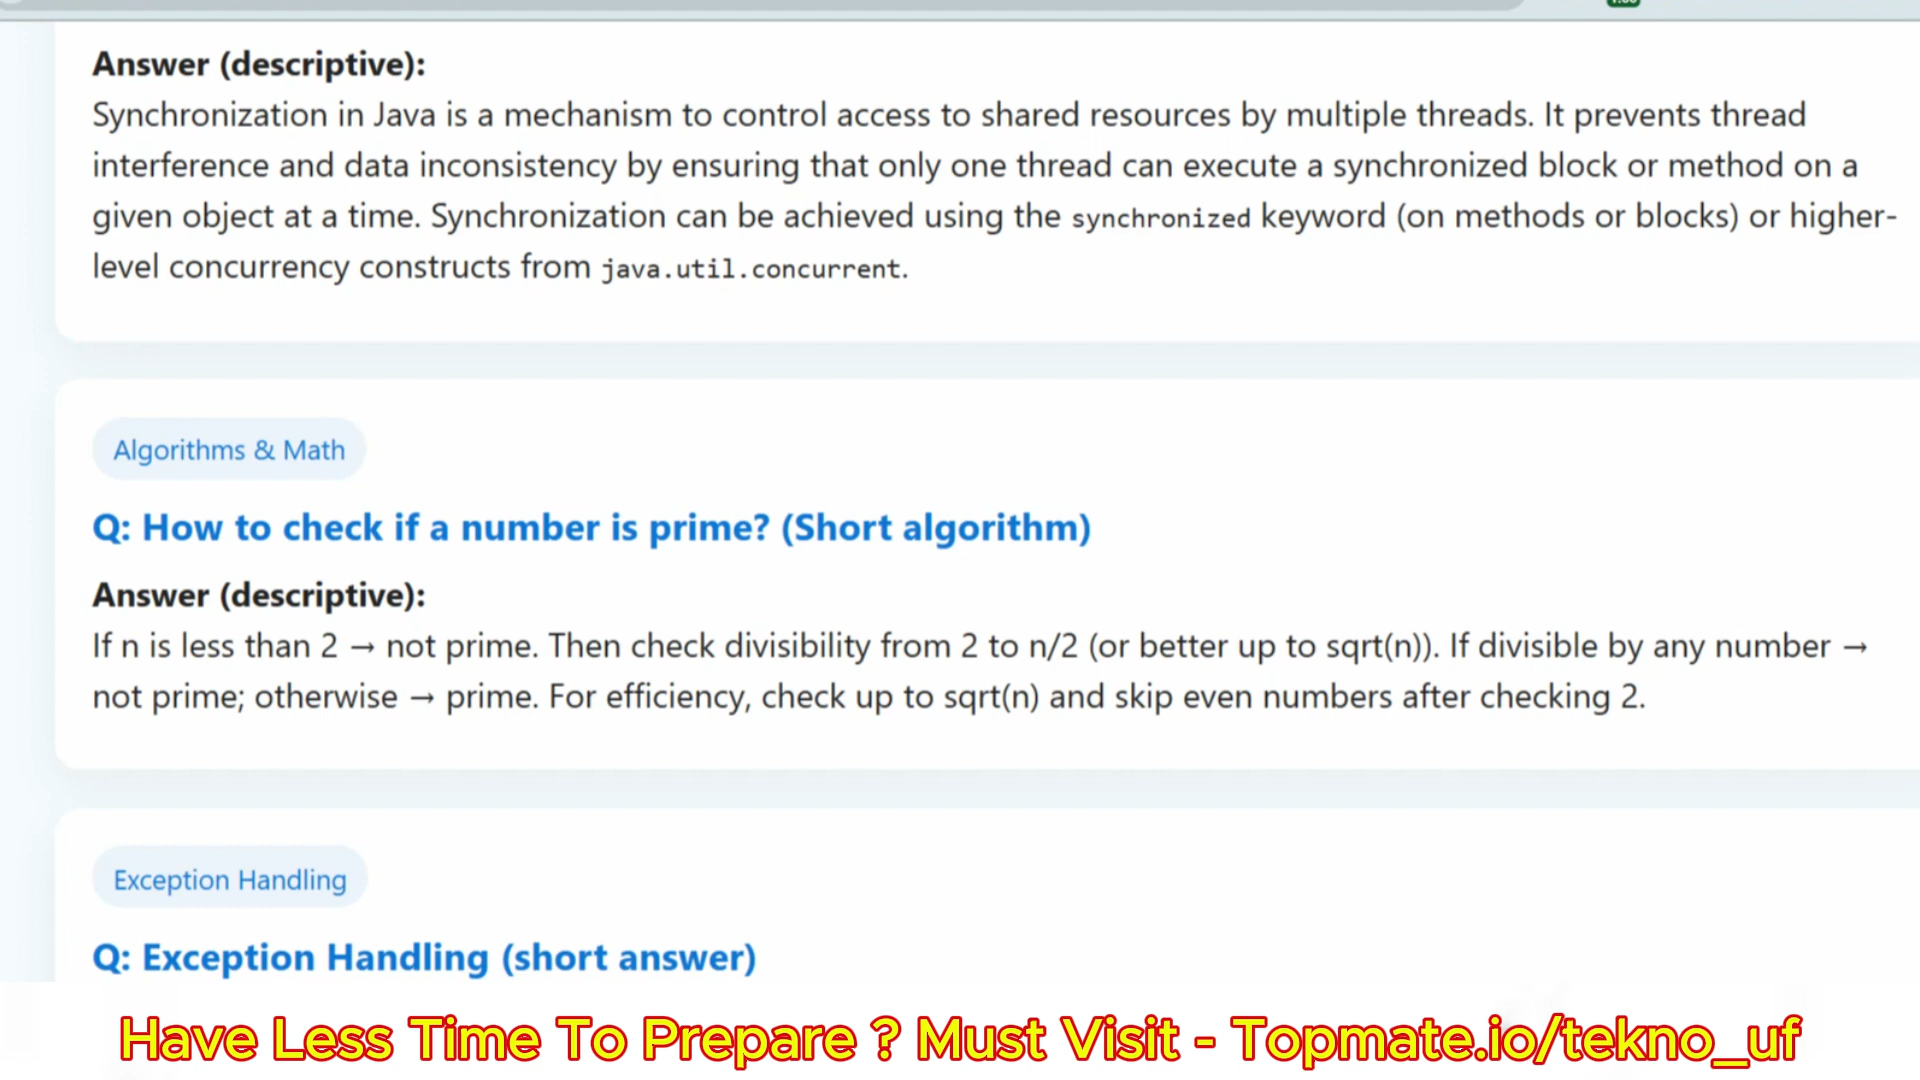 Answer (descriptive):
Synchronization in Java is a mechanism to control access to shared resources by multiple threads. It prevents thread
interference and data inconsistency by ensuring that only one thread can execute a synchronized block or method on a
given object at a time. Synchronization can be achieved using the synchronized keyword (on methods or blocks) or higher-
level concurrency constructs from java.util.concurrent.
Algorithms & Math
Q: How to check if a number is prime? (Short algorithm)
Answer (descriptive):
If n is less than 2 → not prime. Then check divisibility from 2 to n/2 (or better up to sqrt(n)). If divisible by any number →
not prime; otherwise → prime. For efficiency, check up to sqrt(n) and skip even numbers after checking 2.
Exception Handling
Q: Exception Handling (short answer)
Have Less Time To Prepare ? Must Visit - Topmate.io/tekno_uf